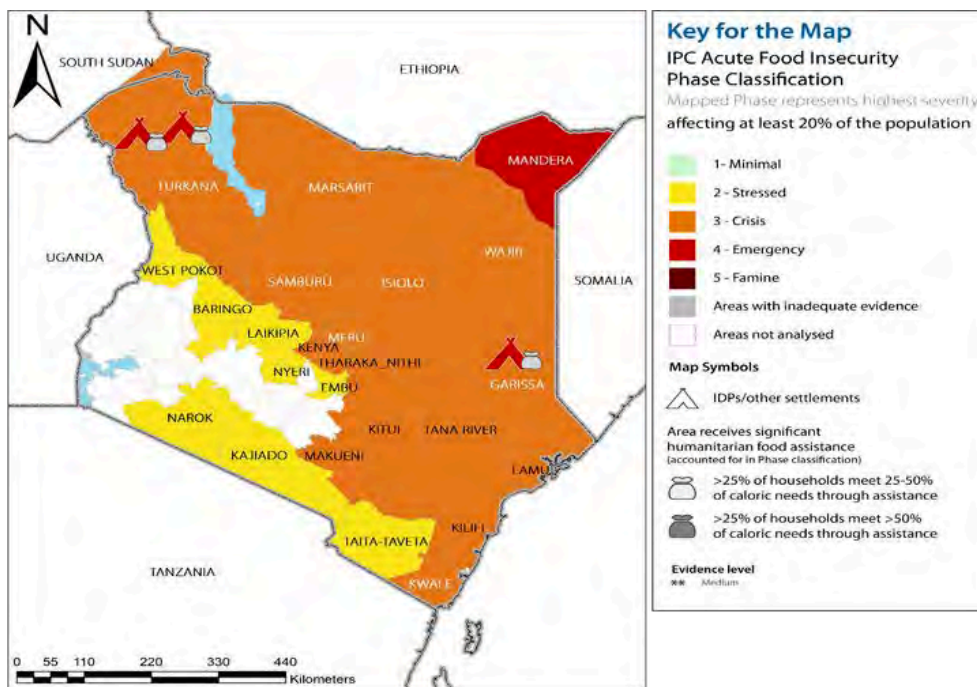 N
SOUTH SUDAN
ETHIOPIA
MANDERA
TURKANA
MARSABIT
WAJIR
UGANDA
WEST POKOT
SAMBURU
ISIOLO
SOMALIA
BARINGO
LAIKIPIA
MERU
KENYA
THARAKA_NITHI
NYERI
GARISSA
EMBU
NAROK
KITUI
TANA RIVER
KAJIADO
MAKUENI
LAMU
KILIFI
TAITA-TAVETA
TANZANIA
KWALE
0 55 110 220 330 440
Kilometers
Key for the Map
IPC Acute Food Insecurity
Phase Classification
Mapped Phase represents highest severity
affecting at least 20% of the population
1- Minimal
2 - Stressed
3 - Crisis
4 - Emergency
5 - Famine
Areas with inadequate evidence
Areas not analysed
Map Symbols
IDPs/other settlements
Area receives significant
humanitarian food assistance
(accounted for in Phase classification)
>25% of households meet 25-50%
of caloric needs through assistance
>25% of households meet >50%
of caloric needs through assistance
Evidence level
** Medium